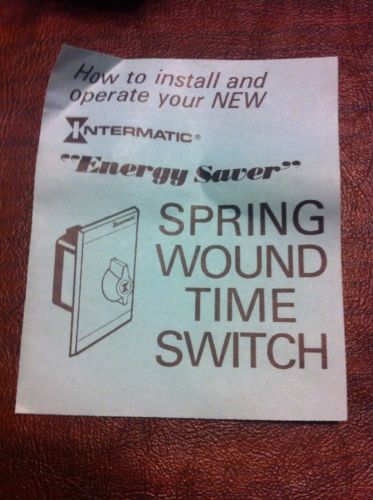 How to install and
operate your NEW
INTERMATIC®
"Energy Saver"
SPRING
WOUND
TIME
SWITCH